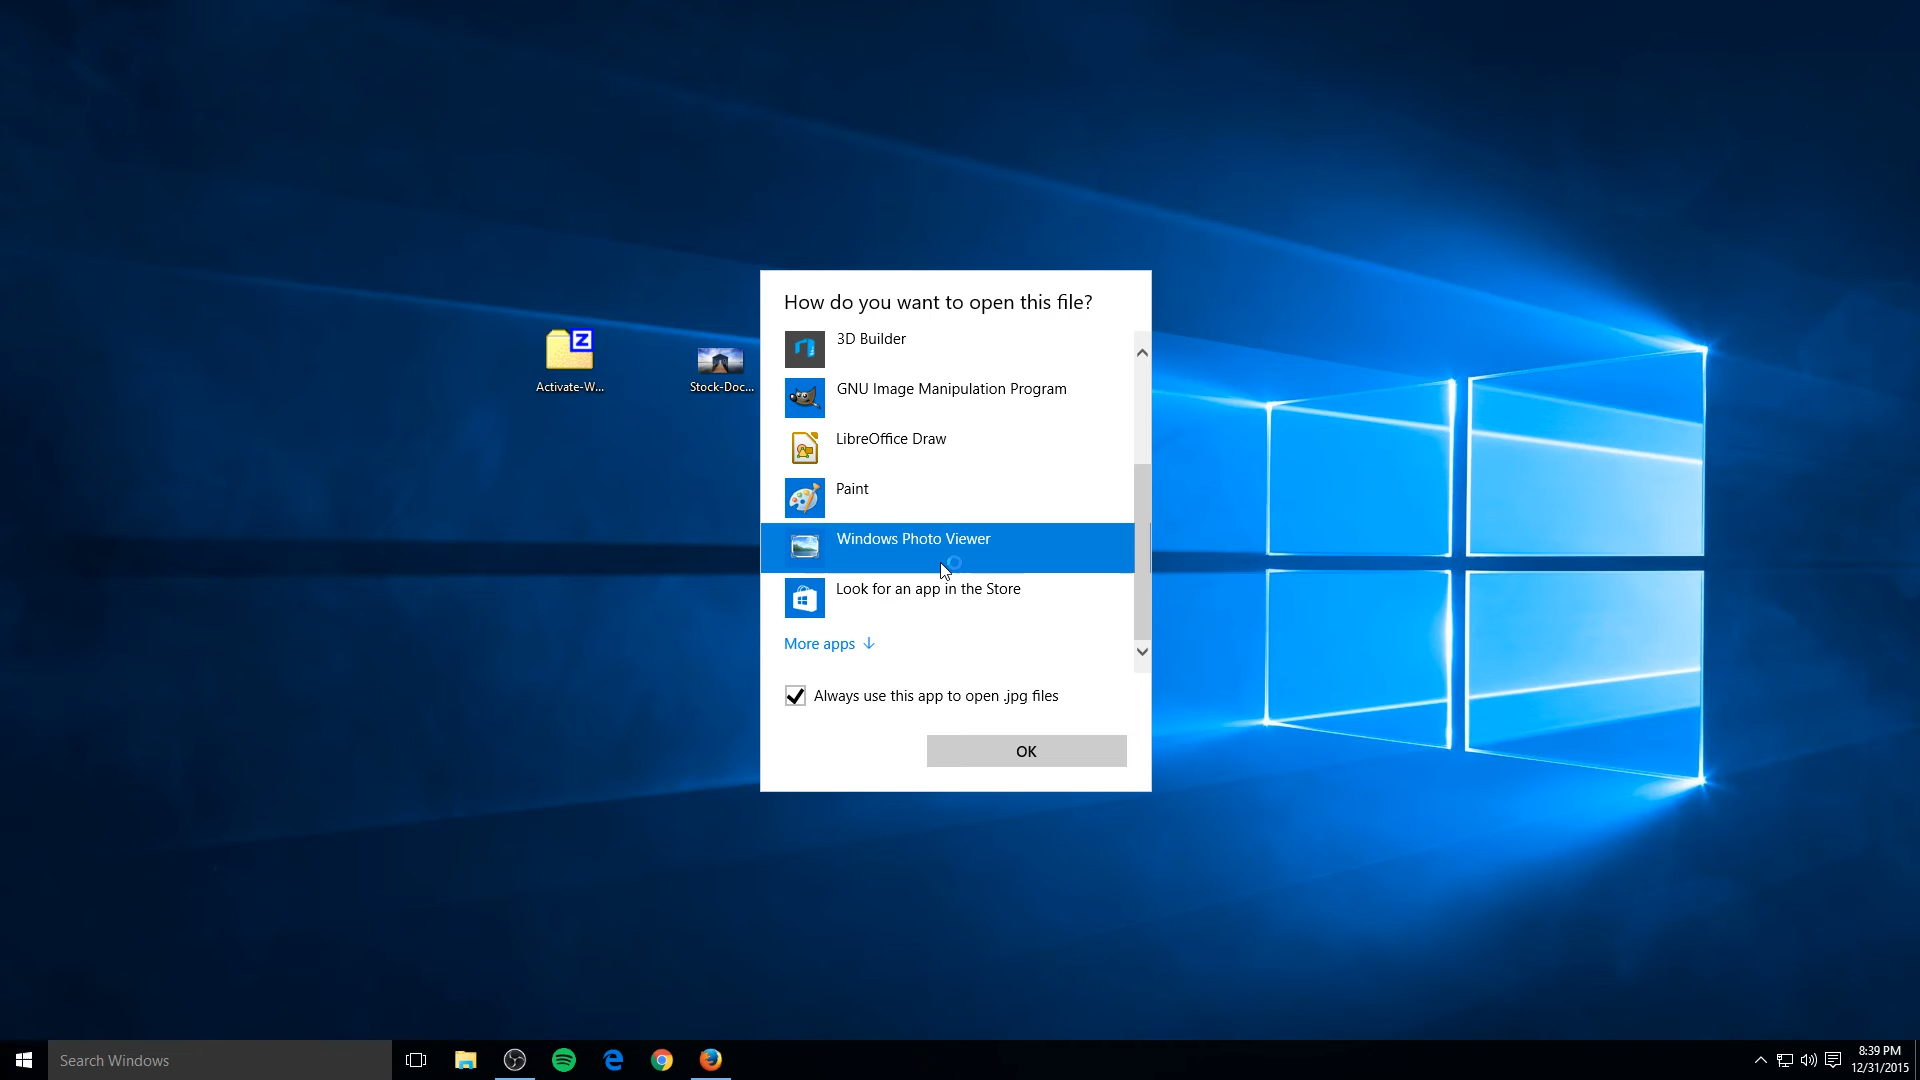 How do you want to open this file?
3D Builder
GNU Image Manipulation Program
Activate-W...
Stock-Doc...
LibreOffice Draw
Paint
Windows Photo Viewer
Look for an app in the Store
More apps
Always use this app to open .jpg files
OK
Search Windows
8:39 PM
12/31/2015